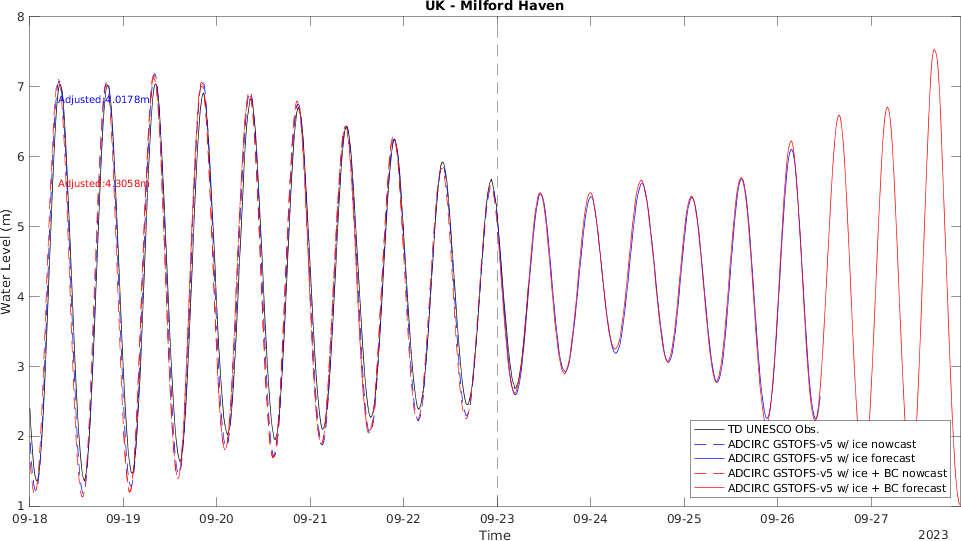 UK - Milford Haven
8
7
6
5
4
3
2
1
Water Level (m)
Adjusted:4.0178m
Adjusted:4.3058m
TD UNESCO Obs.
ADCIRC GSTOFS-v5 w/ ice nowcast
ADCIRC GSTOFS-v5 w/ ice forecast
ADCIRC GSTOFS-v5 w/ ice + BC nowcast
ADCIRC GSTOFS-v5 w/ ice + BC forecast
09-18 09-19 09-20 09-21 09-22 09-23 09-24 09-25 09-26 09-27
Time
2023